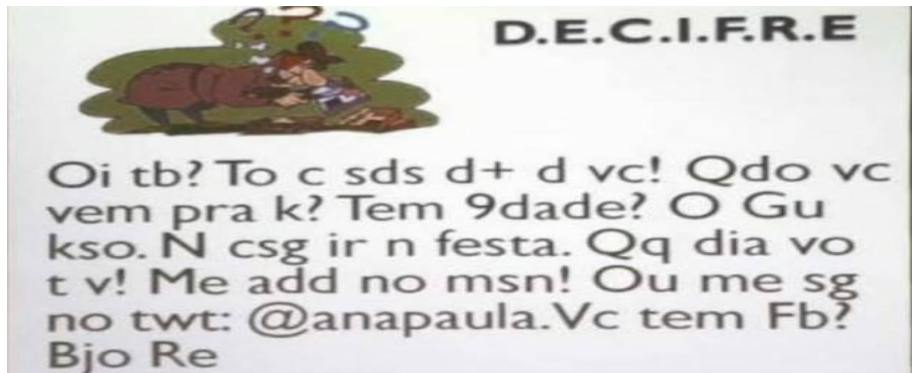 D.E.C.I.F.R.E
Oi tb? To c sds d+ d vc! Qdo vc
vem pra k? Tem 9dade? O Gu
kso. N csg ir n festa. Qq dia vo
t v! Me add no msn! Ou me sg
no twt: @anapaula.Vc tem Fb?
Bjo Re